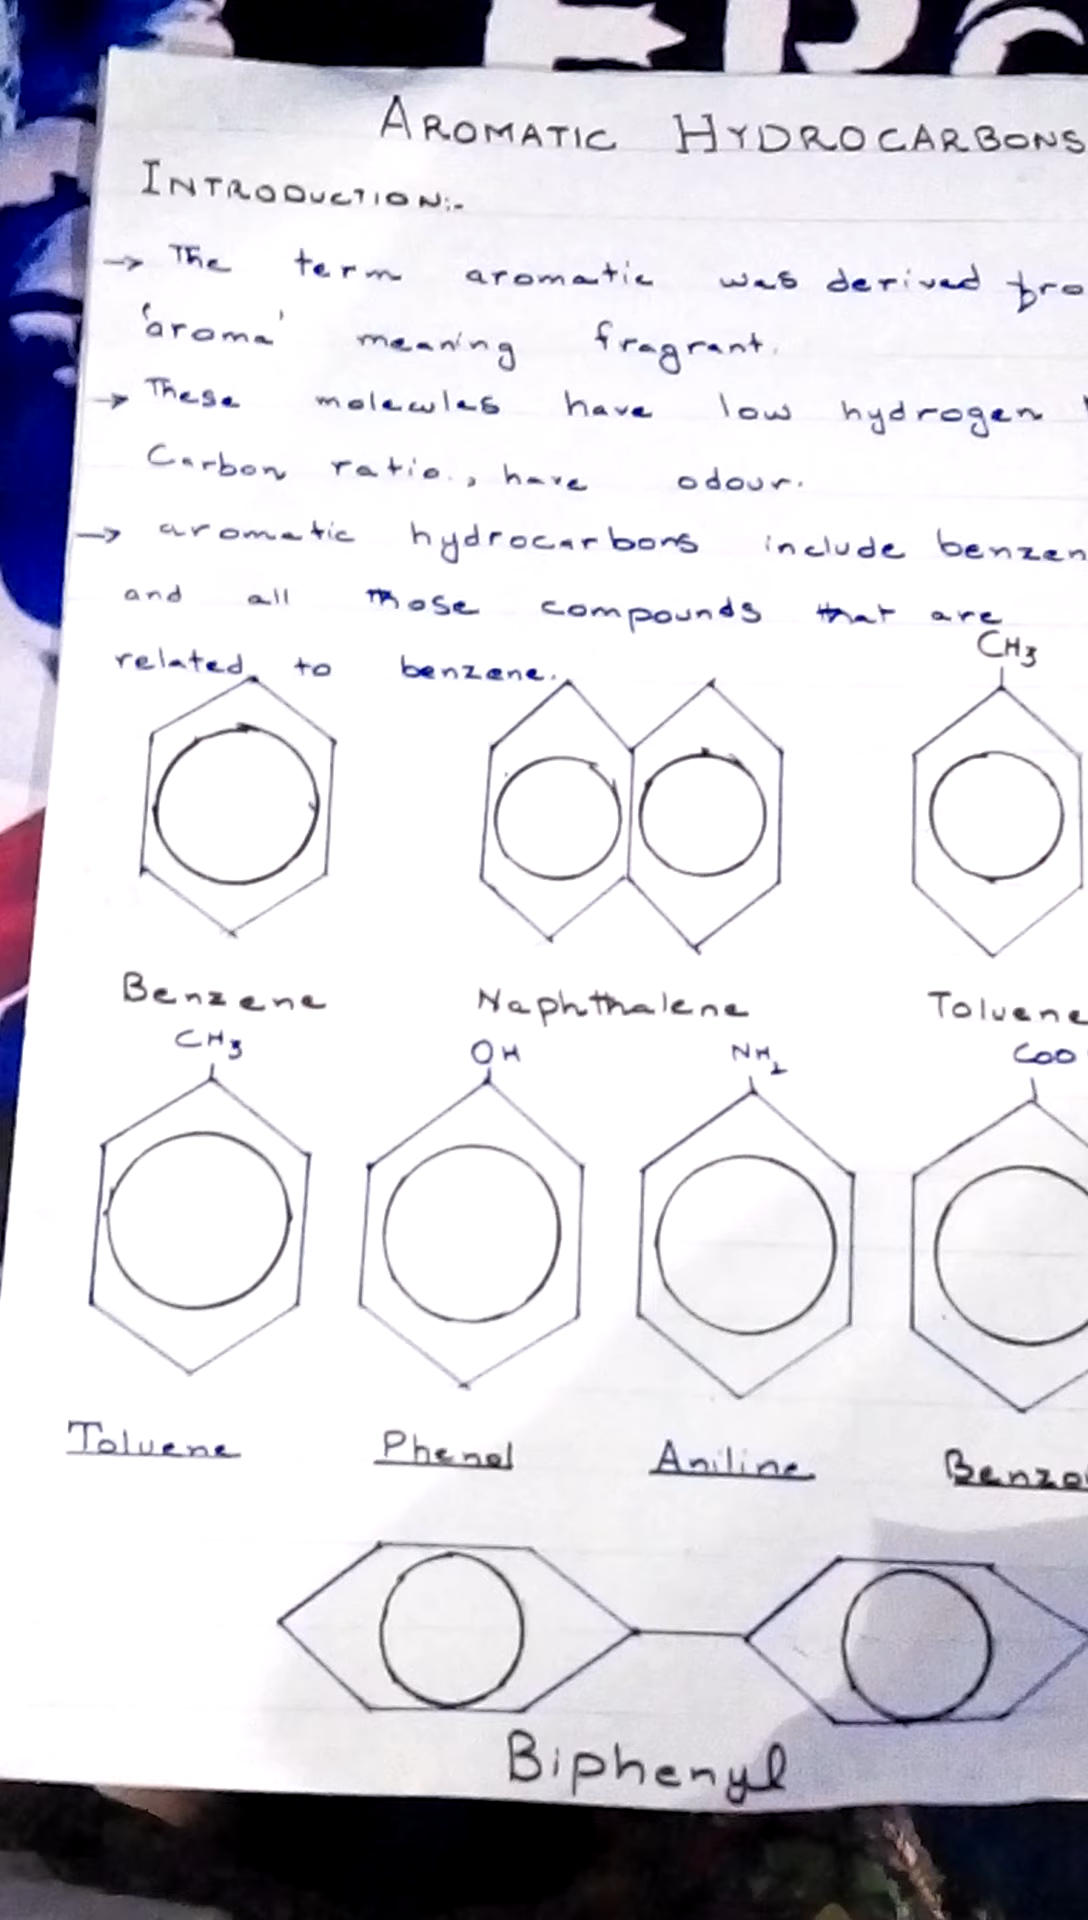 AROMATIC HYDROCARBONS
INTRODUCTION:-
→ The term aromatic was derived fro
'aroma' meaning fragrant.
→ These molecules have low hydrogen
Carbon ratio., have odour.
→ aromatic hydrocarbons include benzen
and all those compounds that are
related to benzene.
CH3
Benzene Naphthalene Toluene
CH3 OH NH2 COO
Toluene Phenol Aniline Benzo
Biphenyl